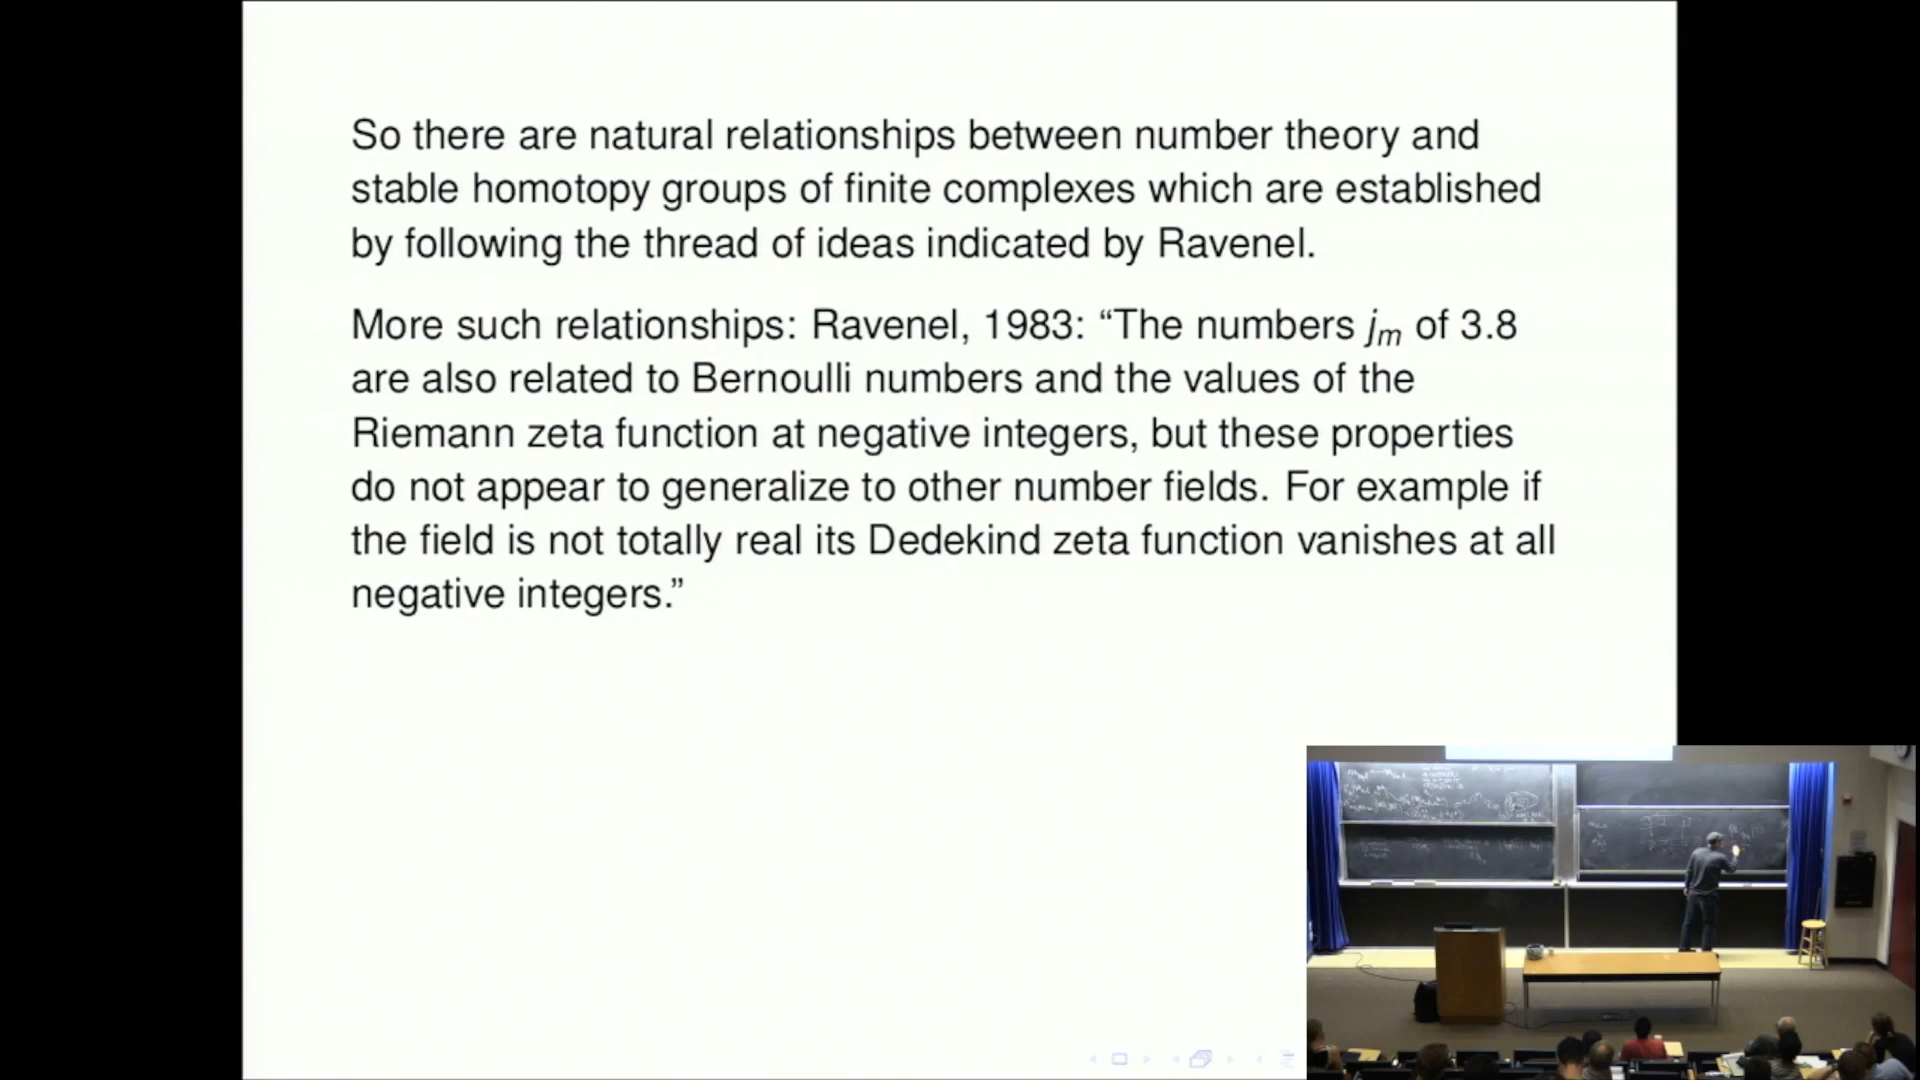 So there are natural relationships between number theory and
stable homotopy groups of finite complexes which are established
by following the thread of ideas indicated by Ravenel.
More such relationships: Ravenel, 1983: “The numbers jm of 3.8
are also related to Bernoulli numbers and the values of the
Riemann zeta function at negative integers, but these properties
do not appear to generalize to other number fields. For example if
the field is not totally real its Dedekind zeta function vanishes at all
negative integers.”